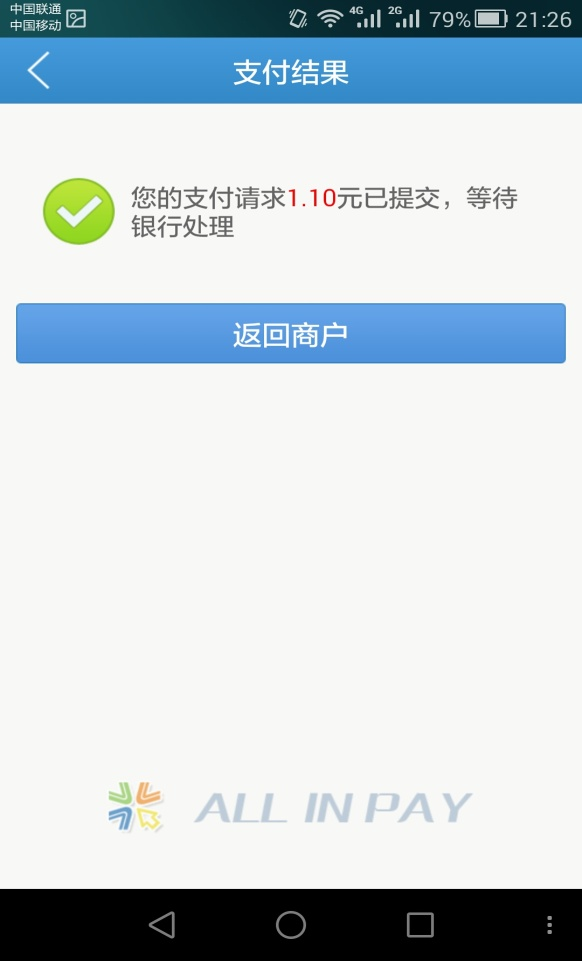 中国联通
中国移动
4G 2G 79% 21:26
支付结果
您的支付请求1.10元已提交，等待
银行处理
返回商户
ALL IN PAY